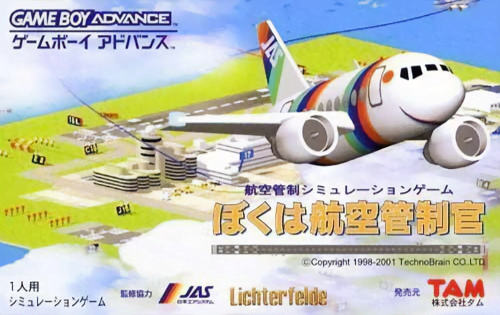 GAME BOY ADVANCE™
ゲームボーイ アドバンス™
JAS
航空管制シミュレーションゲーム
ぼくは航空管制官
©Copyright 1998-2001 TechnoBrain CO.LTD
1人用
シミュレーションゲーム
監修協力 JAS 日本エアシステム
Lichterfelde
発売元 TAM 株式会社タム